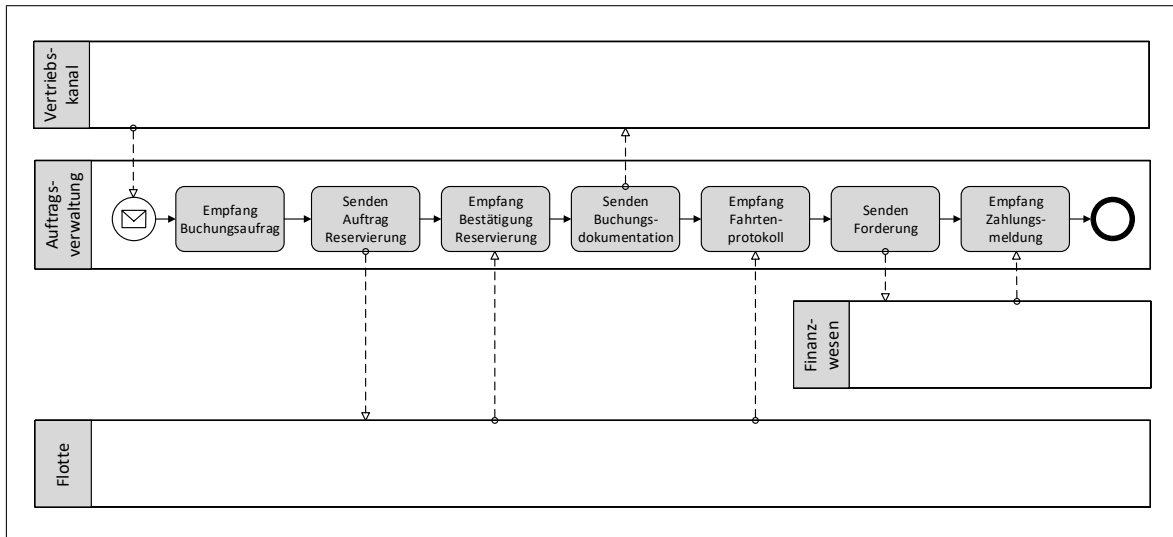 Vertriebs-
kanal
Auftrags-
verwaltung
Empfang
Buchungsaufrag
Senden
Auftrag
Reservierung
Empfang
Bestätigung
Reservierung
Senden
Buchungs-
dokumentation
Empfang
Fahrten-
protokoll
Senden
Forderung
Empfang
Zahlungs-
meldung
Finanz-
wesen
Flotte